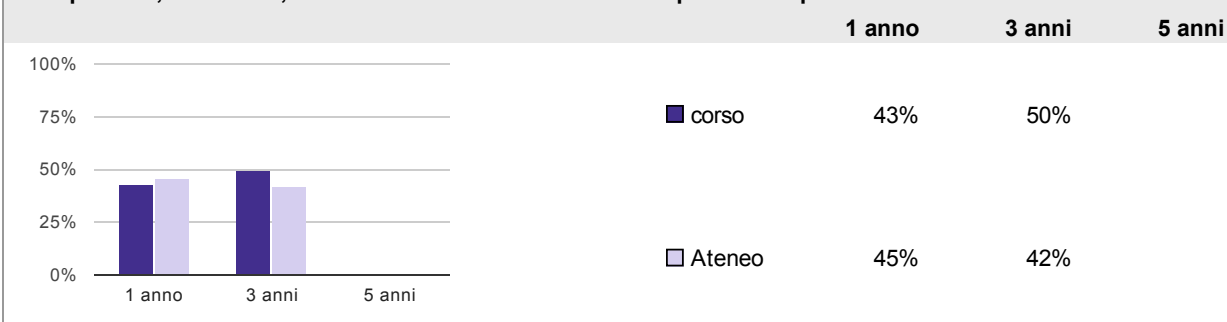 1 anno 3 anni 5 anni
100%
75%
50%
25%
0%
1 anno 3 anni 5 anni
corso 43% 50%
Ateneo 45% 42%